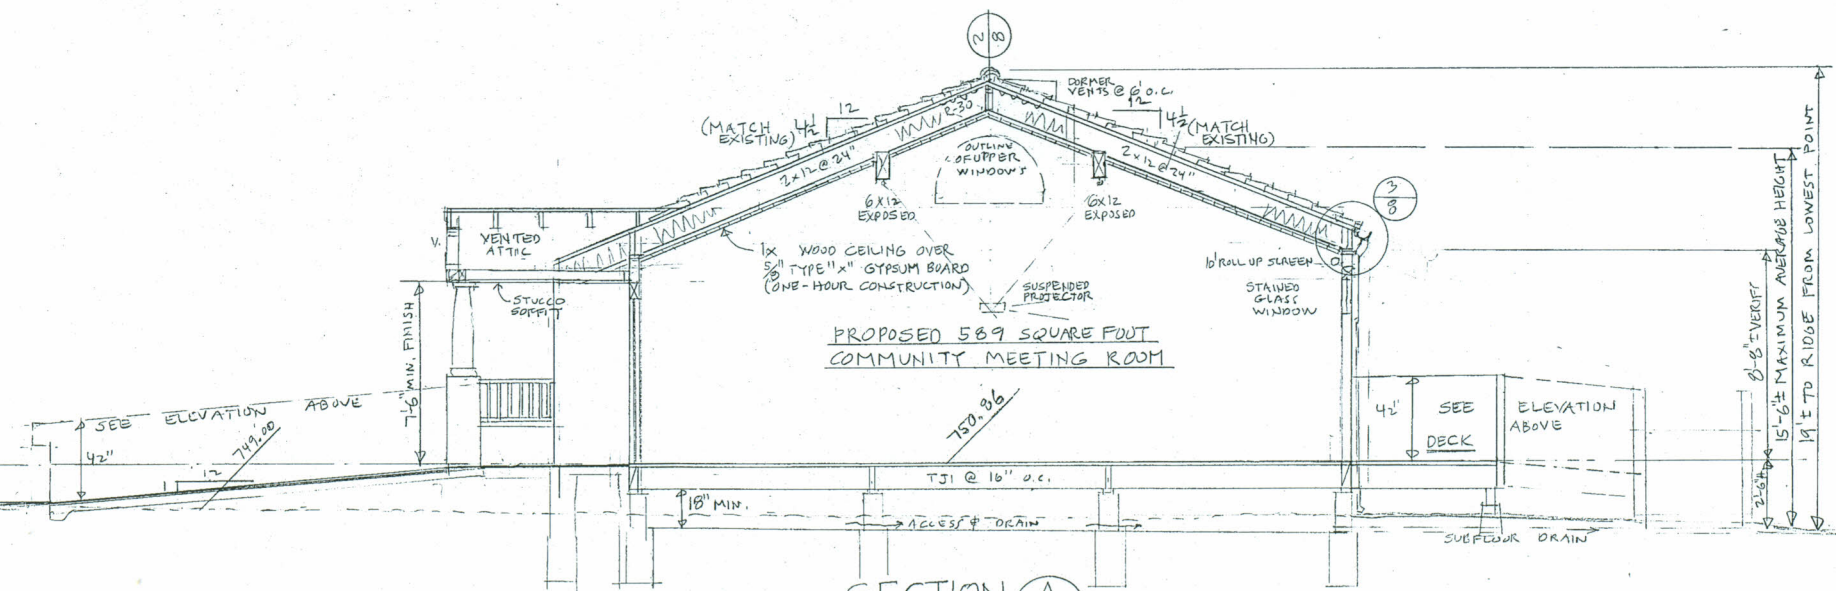 2
8
DORMER
VENTS @ 6' O.C.
12
4½
(MATCH
EXISTING)
12
4½
(MATCH
EXISTING)
R-30
2x12 @ 24"
2x12 @ 24"
OUTLINE
OF UPPER
WINDOWS
6x12
EXPOSED
6x12
EXPOSED
3
8
V.
VENTED
ATTIC
1x WOOD CEILING OVER
5/8" TYPE "X" GYPSUM BOARD
(ONE-HOUR CONSTRUCTION)
10' ROLL UP SCREEN
STUCCO
SOFFIT
SUSPENDED
PROJECTOR
STAINED
GLASS
WINDOW
PROPOSED 589 SQUARE FOOT
COMMUNITY MEETING ROOM
7'-6" MIN. FINISH
8'-8"± VERIFY
15'-6"± MAXIMUM AVERAGE HEIGHT
19'± TO RIDGE FROM LOWEST POINT
SEE ELEVATION ABOVE
42"
749.00
1
12
750.86
42"
SEE
DECK
ELEVATION
ABOVE
TJI @ 16" O.C.
18" MIN.
2'-6"±
ACCESS & DRAIN
SUBFLOOR DRAIN
SECTION A